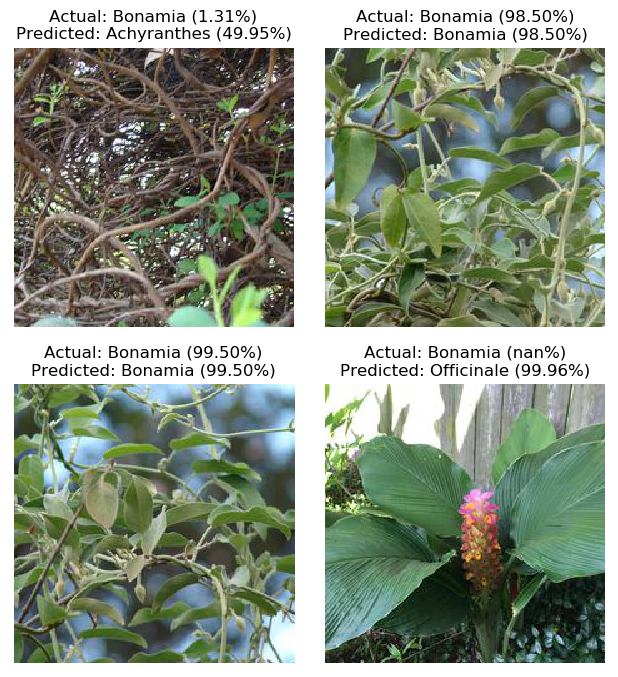 Actual: Bonamia (1.31%)
Predicted: Achyranthes (49.95%)
Actual: Bonamia (98.50%)
Predicted: Bonamia (98.50%)
Actual: Bonamia (99.50%)
Predicted: Bonamia (99.50%)
Actual: Bonamia (nan%)
Predicted: Officinale (99.96%)